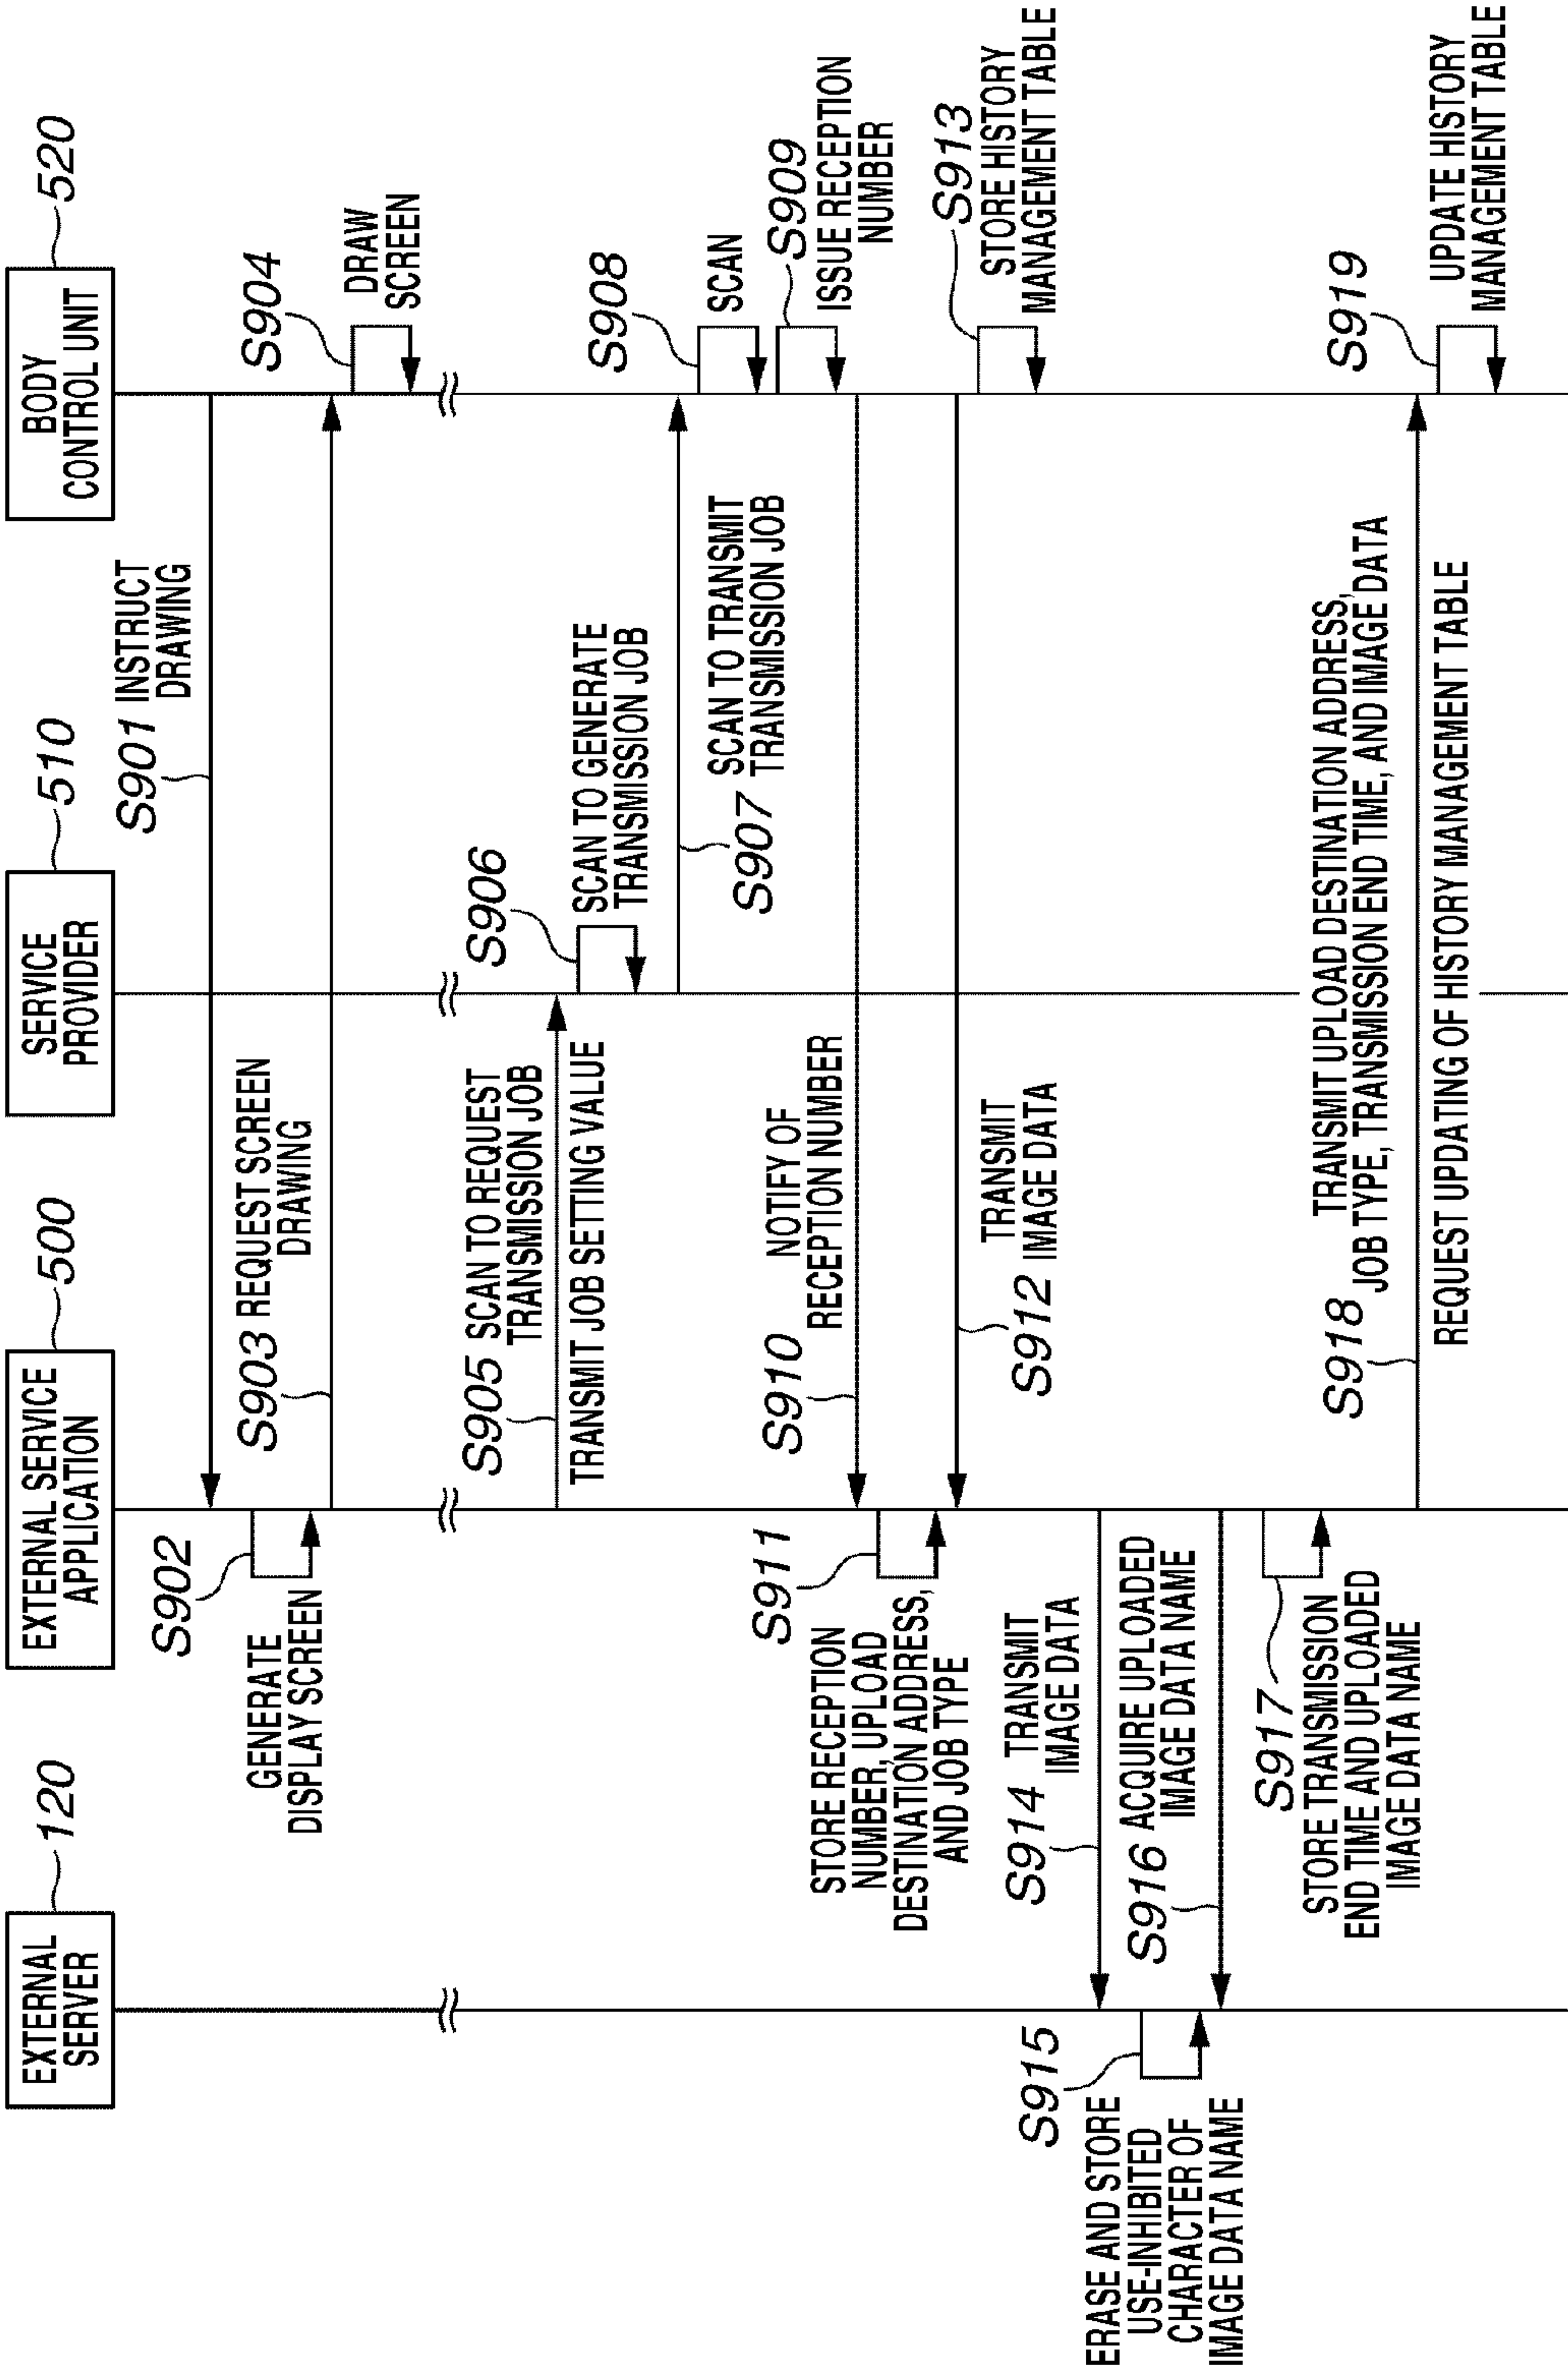 EXTERNAL
SERVER
120
EXTERNAL SERVICE
APPLICATION
500
SERVICE
PROVIDER
510
BODY
CONTROL UNIT
520
S901 INSTRUCT
DRAWING
S902
GENERATE
DISPLAY SCREEN
S903 REQUEST SCREEN
DRAWING
S904
DRAW
SCREEN
S905 SCAN TO REQUEST
TRANSMISSION JOB
TRANSMIT JOB SETTING VALUE
S906
SCAN TO GENERATE
TRANSMISSION JOB
S907 SCAN TO TRANSMIT
TRANSMISSION JOB
S908
SCAN
S909
ISSUE RECEPTION
NUMBER
S910 NOTIFY OF
RECEPTION NUMBER
S911
STORE RECEPTION
NUMBER, UPLOAD
DESTINATION ADDRESS,
AND JOB TYPE
S912 TRANSMIT
IMAGE DATA
S913
STORE HISTORY
MANAGEMENT TABLE
S914 TRANSMIT
IMAGE DATA
S915
ERASE AND STORE
USE-INHIBITED
CHARACTER OF
IMAGE DATA NAME
S916 ACQUIRE UPLOADED
IMAGE DATA NAME
S917
STORE TRANSMISSION
END TIME AND UPLOADED
IMAGE DATA NAME
S918 TRANSMIT UPLOAD DESTINATION ADDRESS,
JOB TYPE, TRANSMISSION END TIME, AND IMAGE DATA
REQUEST UPDATING OF HISTORY MANAGEMENT TABLE
S919
UPDATE HISTORY
MANAGEMENT TABLE